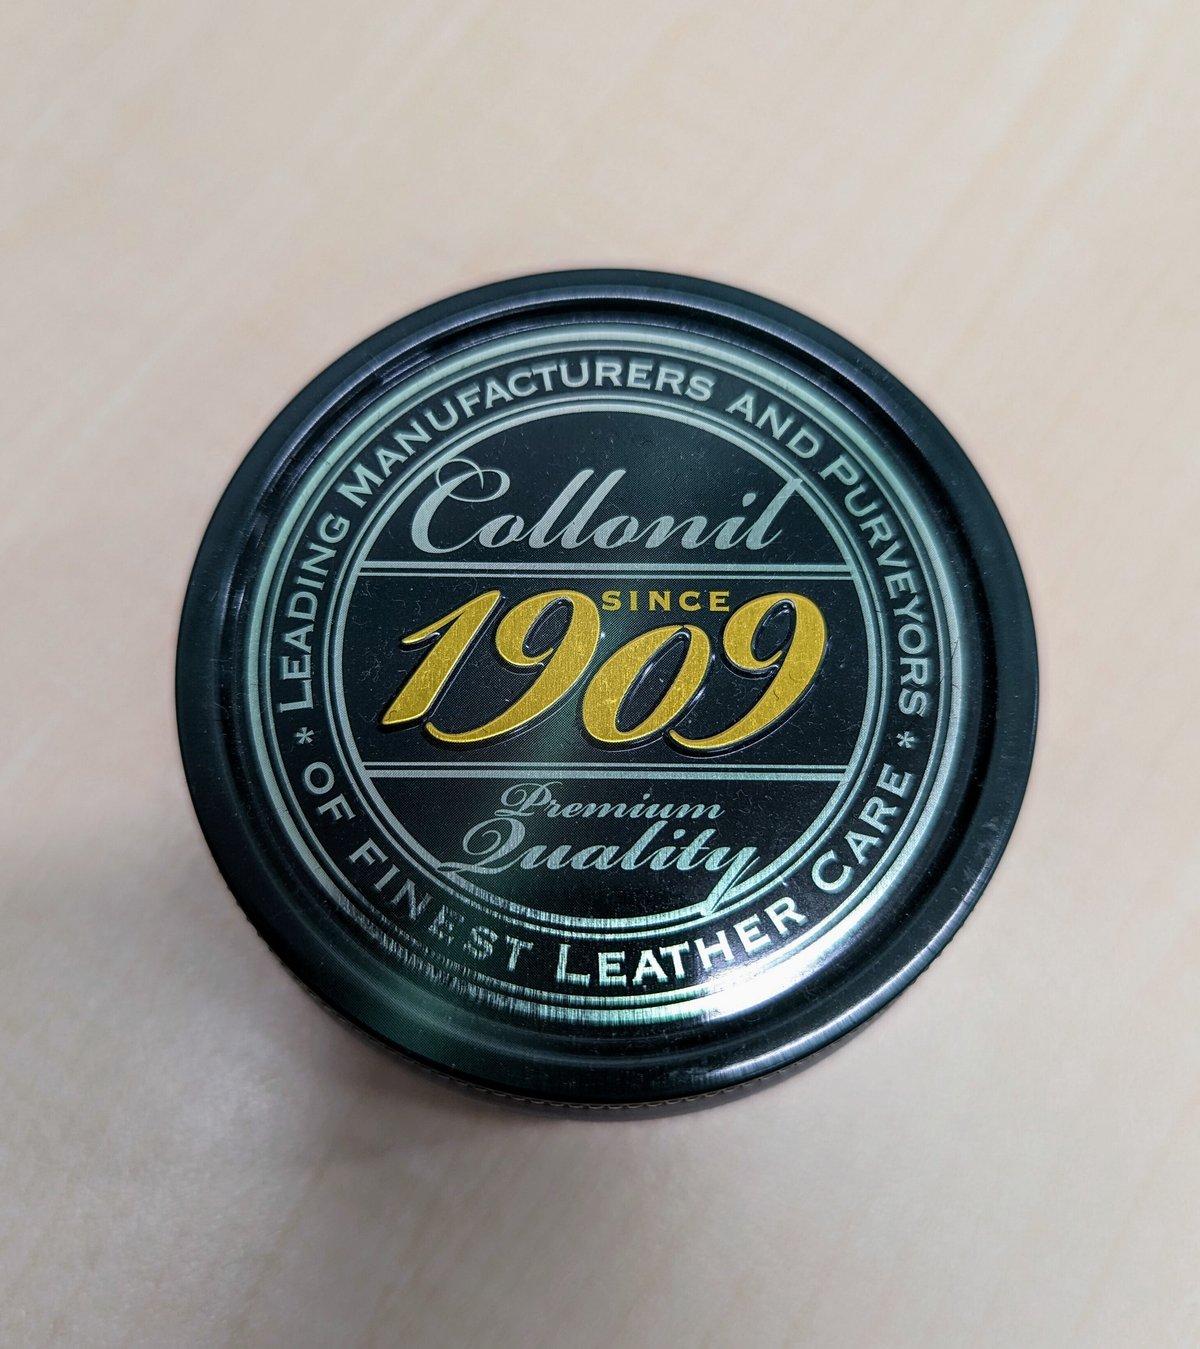 LEADING MANUFACTURERS AND PURVEYORS
Collonil
SINCE
1909
Premium
Quality
* OF FINEST LEATHER CARE *